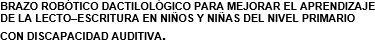 BRAZO ROBÓTICO DACTILOLÓGICO PARA MEJORAR EL APRENDIZAJE
DE LA LECTO–ESCRITURA EN NIÑOS Y NIÑAS DEL NIVEL PRIMARIO
CON DISCAPACIDAD AUDITIVA.